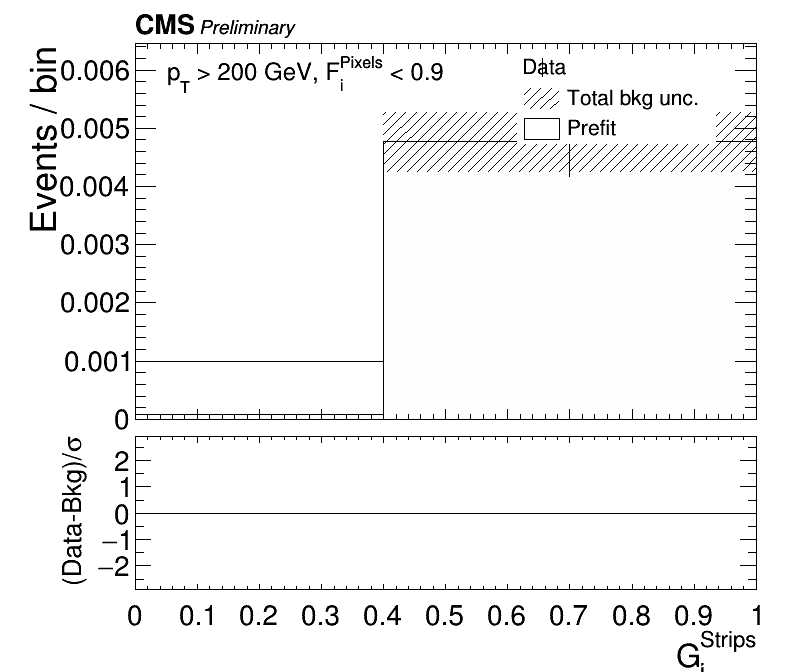 CMS Preliminary
p_T > 200 GeV, F_i^Pixels < 0.9
Data
Total bkg unc.
Prefit
Events / bin
0.006
0.005
0.004
0.003
0.002
0.001
0
(Data-Bkg)/σ
2
1
0
−1
−2
0 0.1 0.2 0.3 0.4 0.5 0.6 0.7 0.8 0.9 1
G_i^Strips